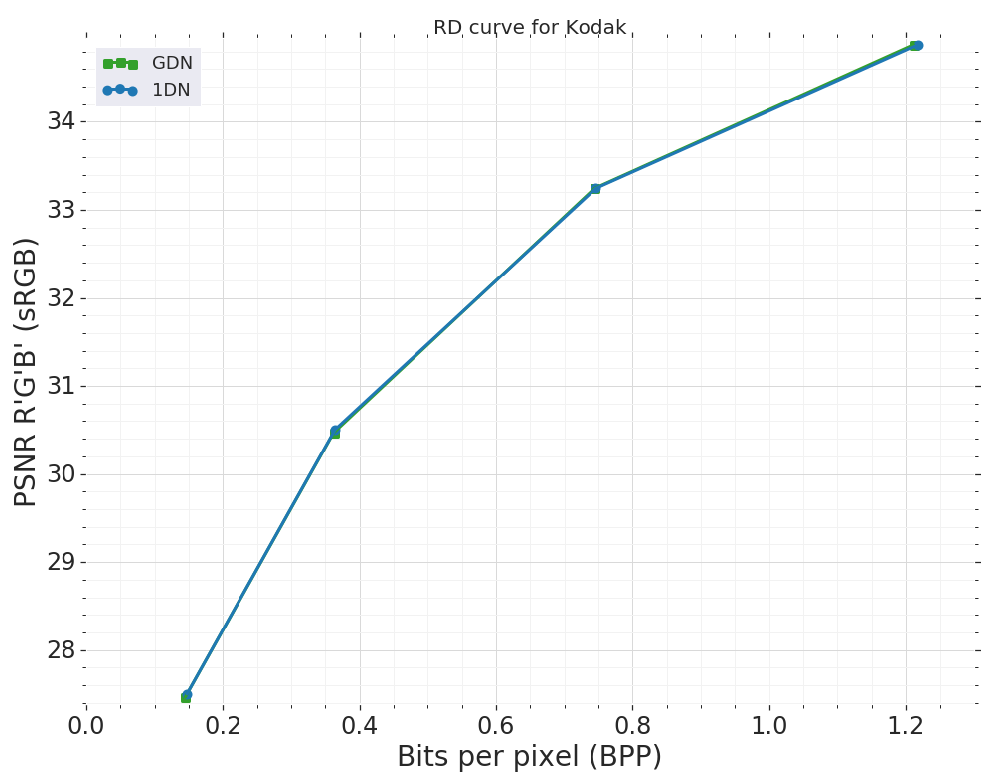 RD curve for Kodak
GDN
1DN
PSNR R'G'B' (sRGB)
34
33
32
31
30
29
28
0.0 0.2 0.4 0.6 0.8 1.0 1.2
Bits per pixel (BPP)